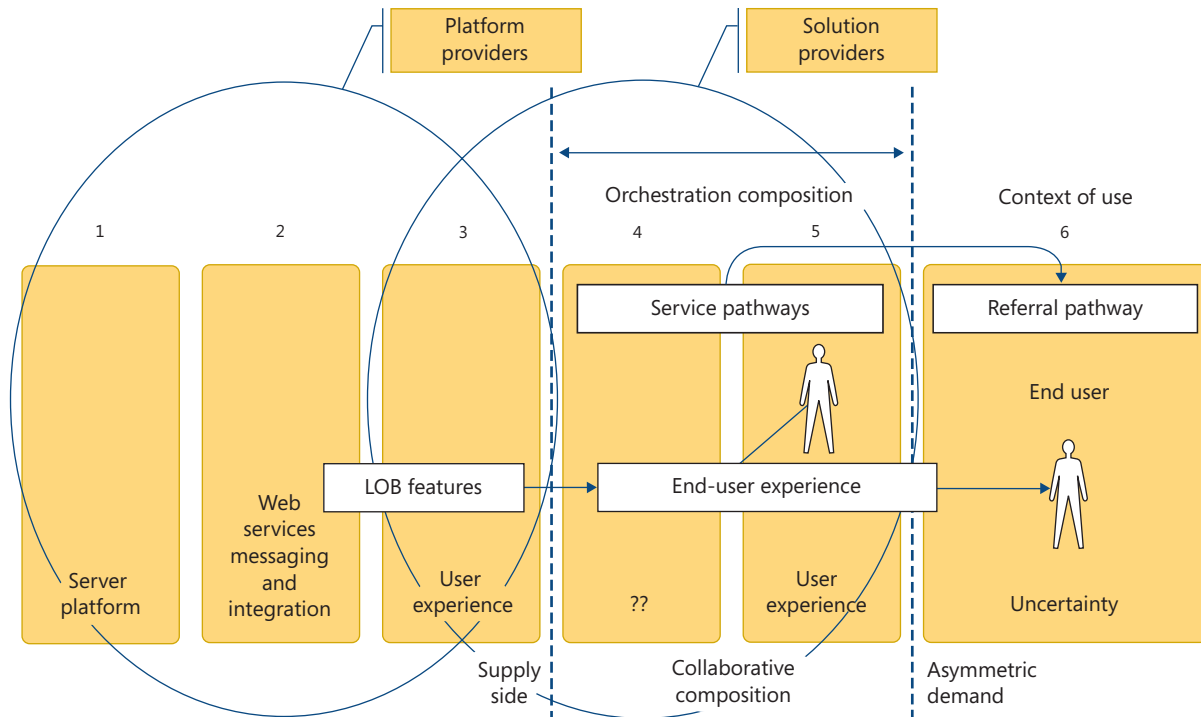 Platform
providers
Solution
providers
Orchestration composition
Context of use
1
2
3
4
5
6
Service pathways
Referral pathway
End user
LOB features
End-user experience
Web
services
messaging
and
integration
Server
platform
User
experience
??
User
experience
Uncertainty
Supply
side
Collaborative
composition
Asymmetric
demand